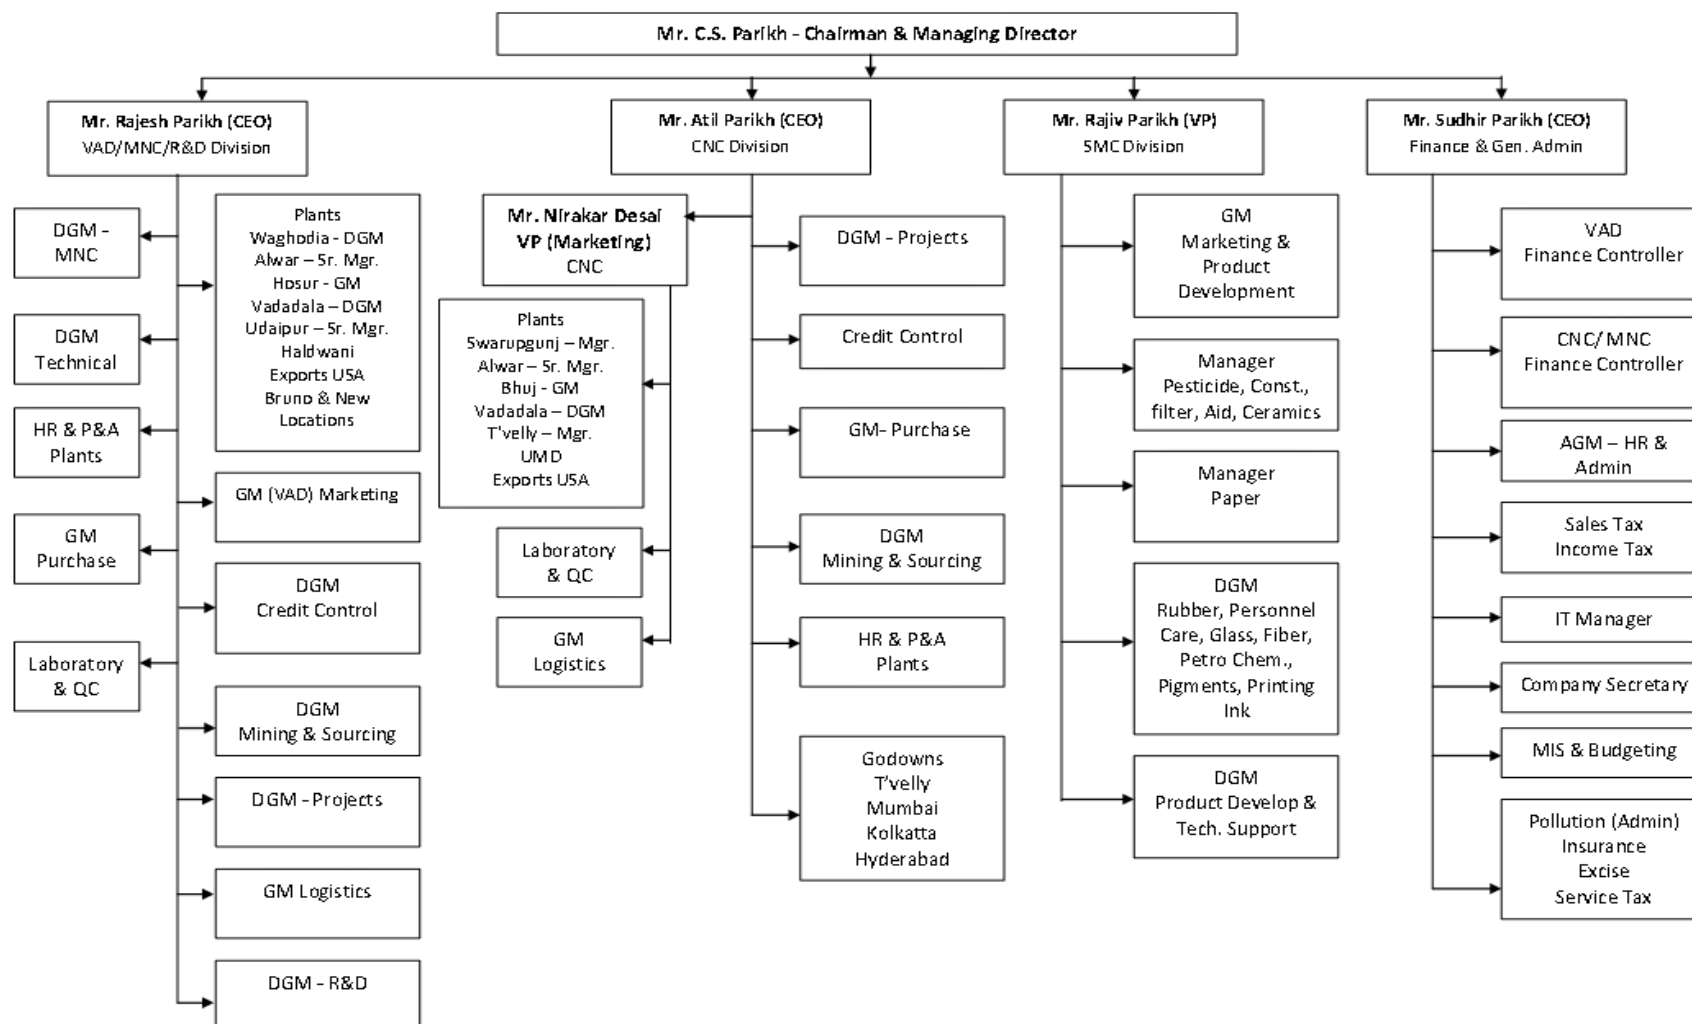 Mr. C.S. Parikh - Chairman & Managing Director
Mr. Rajesh Parikh (CEO)
VAD/MNC/R&D Division
DGM -
MNC
DGM
Technical
HR & P&A
Plants
GM
Purchase
Laboratory
& QC
Plants
Waghodia - DGM
Alwar – Sr. Mgr.
Hosur - GM
Vadadala – DGM
Udaipur – Sr. Mgr.
Haldwani
Exports USA
Bruno & New
Locations
GM (VAD) Marketing
DGM
Credit Control
DGM
Mining & Sourcing
DGM - Projects
GM Logistics
DGM - R&D
Mr. Atil Parikh (CEO)
CNC Division
Mr. Nirakar Desai
VP (Marketing)
CNC
Plants
Swarupgunj – Mgr.
Alwar – Sr. Mgr.
Bhuj - GM
Vadadala – DGM
T'velly – Mgr.
UMD
Exports USA
Laboratory
& QC
GM
Logistics
DGM - Projects
Credit Control
GM- Purchase
DGM
Mining & Sourcing
HR & P&A
Plants
Godowns
T'velly
Mumbai
Kolkatta
Hyderabad
Mr. Rajiv Parikh (VP)
SMC Division
GM
Marketing &
Product
Development
Manager
Pesticide, Const.,
filter, Aid, Ceramics
Manager
Paper
DGM
Rubber, Personnel
Care, Glass, Fiber,
Petro Chem.,
Pigments, Printing
Ink
DGM
Product Develop &
Tech. Support
Mr. Sudhir Parikh (CEO)
Finance & Gen. Admin
VAD
Finance Controller
CNC/ MNC
Finance Controller
AGM – HR &
Admin
Sales Tax
Income Tax
IT Manager
Company Secretary
MIS & Budgeting
Pollution (Admin)
Insurance
Excise
Service Tax